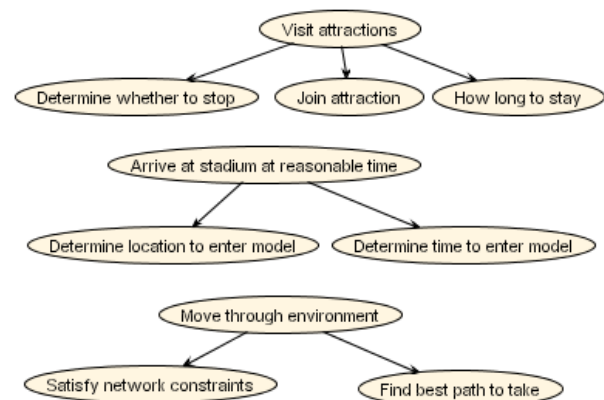 Visit attractions
Determine whether to stop
Join attraction
How long to stay
Arrive at stadium at reasonable time
Determine location to enter model
Determine time to enter model
Move through environment
Satisfy network constraints
Find best path to take